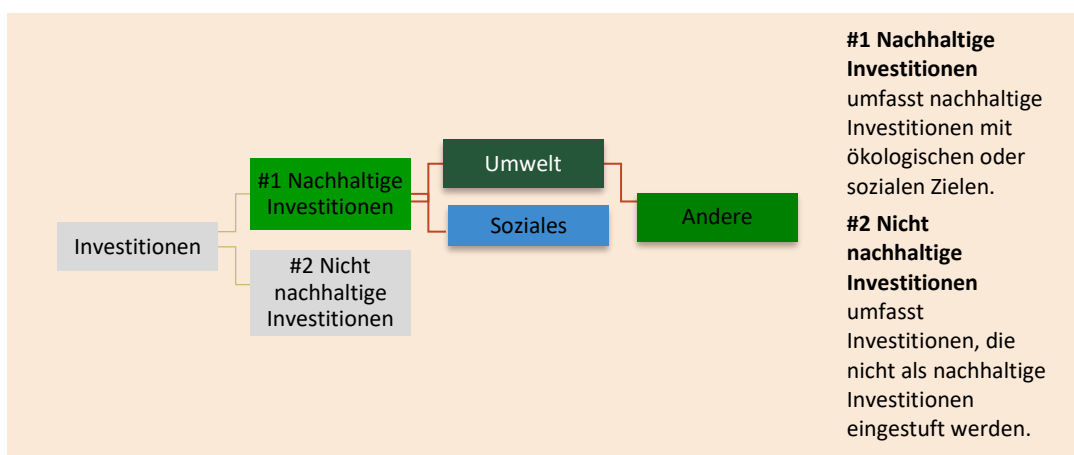 Investitionen
#1 Nachhaltige
Investitionen
#2 Nicht
nachhaltige
Investitionen
Umwelt
Soziales
Andere
#1 Nachhaltige
Investitionen
umfasst nachhaltige
Investitionen mit
ökologischen oder
sozialen Zielen.
#2 Nicht
nachhaltige
Investitionen
umfasst
Investitionen, die
nicht als nachhaltige
Investitionen
eingestuft werden.